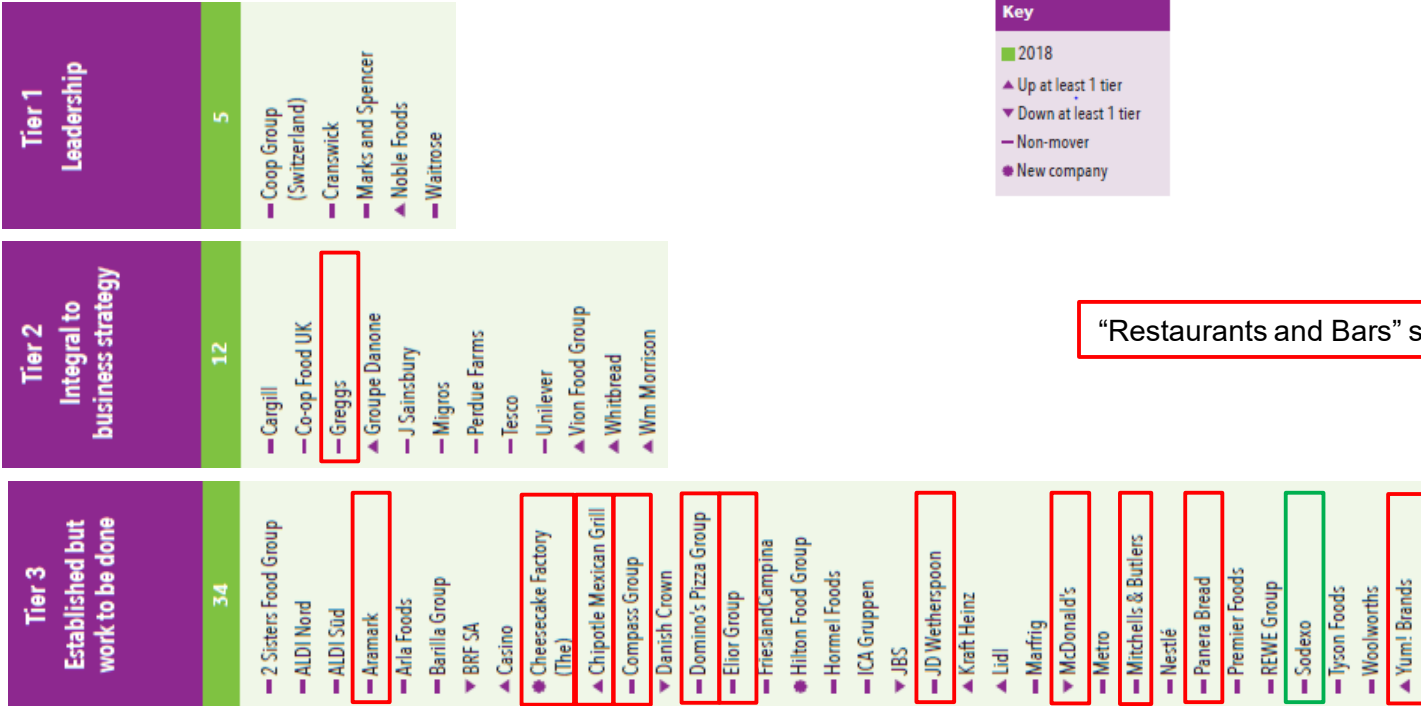 Tier 1
Leadership
5
Coop Group
(Switzerland)
Cranswick
Marks and Spencer
Noble Foods
Waitrose
Key
2018
Up at least 1 tier
Down at least 1 tier
Non-mover
New company
Tier 2
Integral to
business strategy
12
Cargill
Co-op Food UK
Greggs
Groupe Danone
J Sainsbury
Migros
Perdue Farms
Tesco
Unilever
Vion Food Group
Whitbread
Wm Morrison
“Restaurants and Bars” s
Tier 3
Established but
work to be done
34
2 Sisters Food Group
ALDI Nord
ALDI Süd
Aramark
Arla Foods
Barilla Group
BRF SA
Casino
Cheesecake Factory
(The)
Chipotle Mexican Grill
Compass Group
Danish Crown
Domino's Pizza Group
Elior Group
FrieslandCampina
Hilton Food Group
Hormel Foods
ICA Gruppen
JBS
JD Wetherspoon
Kraft Heinz
Lidl
Marfrig
McDonald's
Metro
Mitchells & Butlers
Nestlé
Panera Bread
Premier Foods
REWE Group
Sodexo
Tyson Foods
Woolworths
Yum! Brands